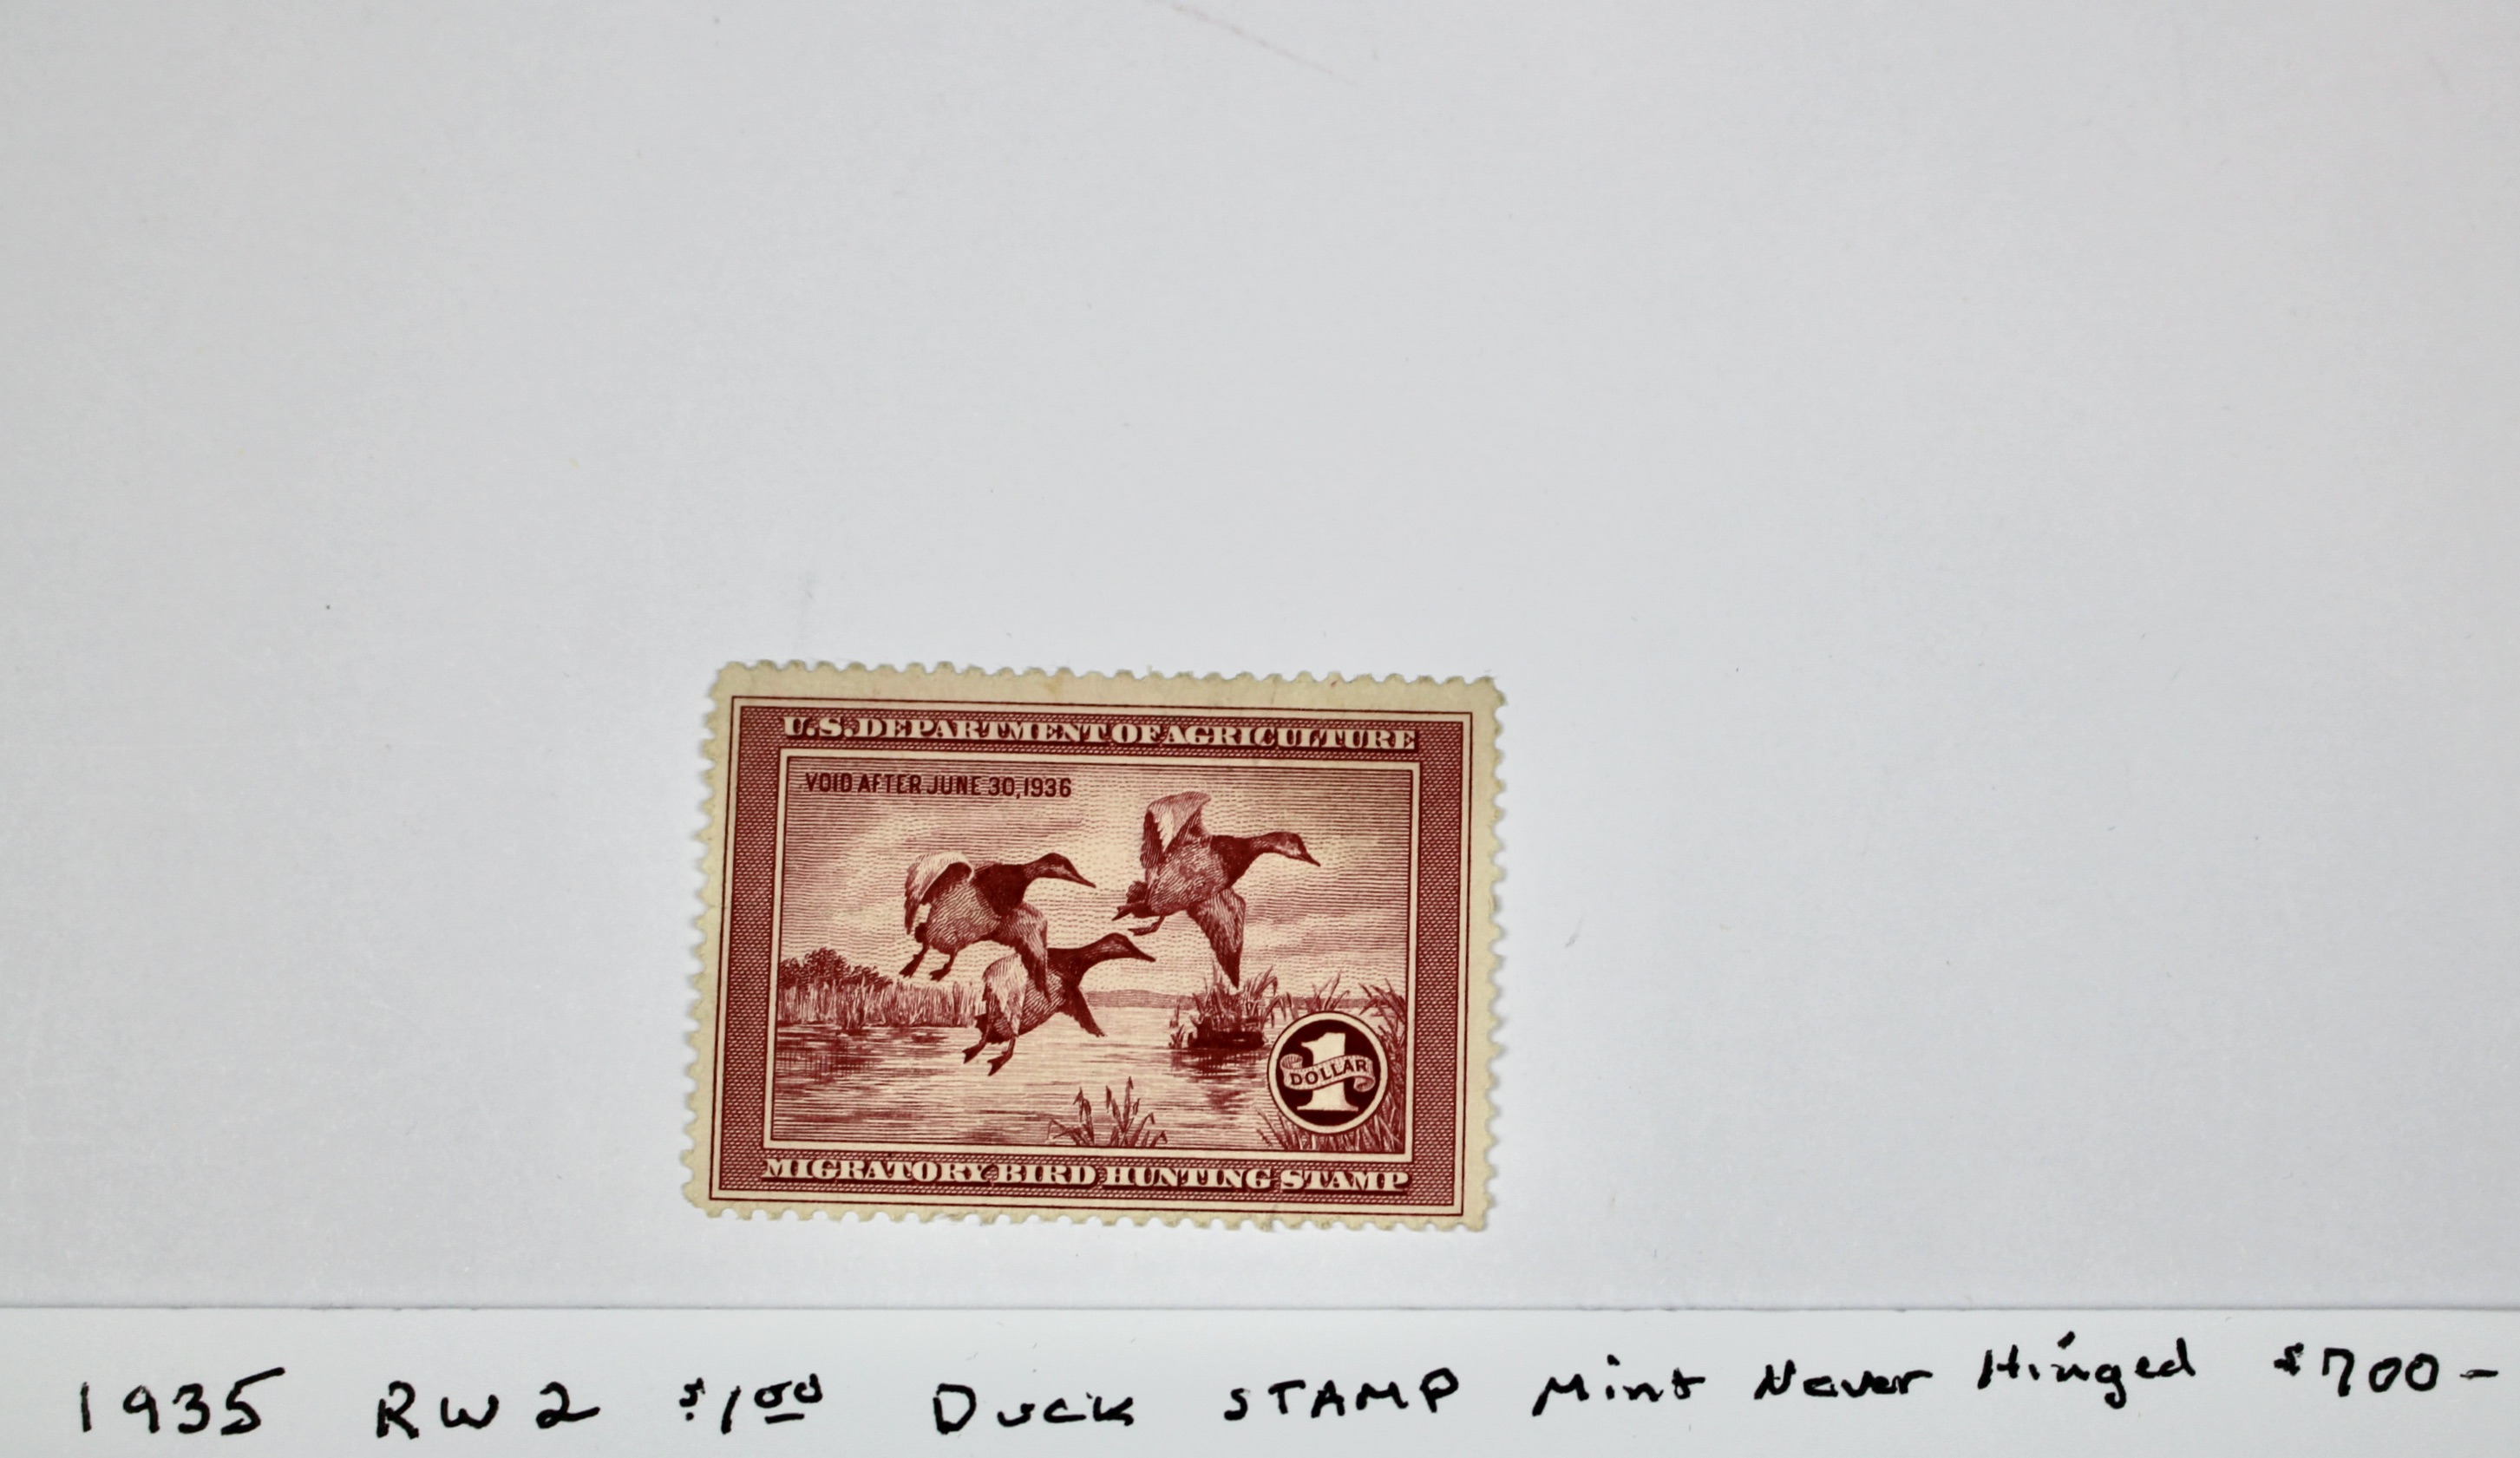 U.S. DEPARTMENT OF AGRICULTURE
VOID AFTER JUNE 30, 1936
1
DOLLAR
MIGRATORY BIRD HUNTING STAMP
1935 RW2 $1.00 Duck STAMP Mint Never Hinged $700-